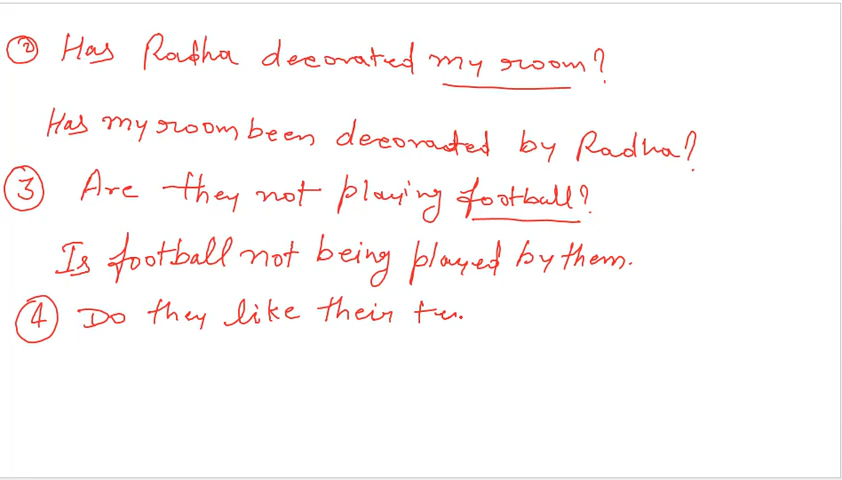 ② Has Radha decorated my room?
Has my room been decorated by Radha?
③ Are they not playing football?
Is football not being played by them.
④ Do they like their